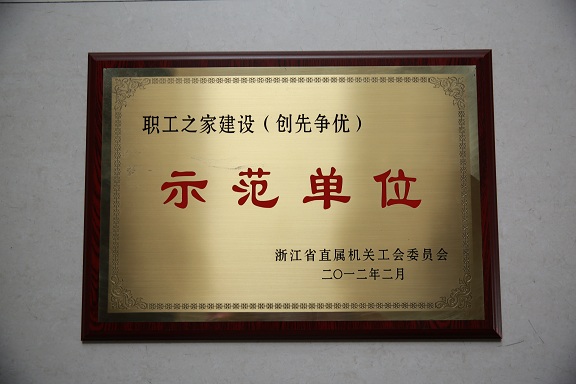 职工之家建设（创先争优）
示范单位
浙江省直属机关工会委员会
二〇一二年二月